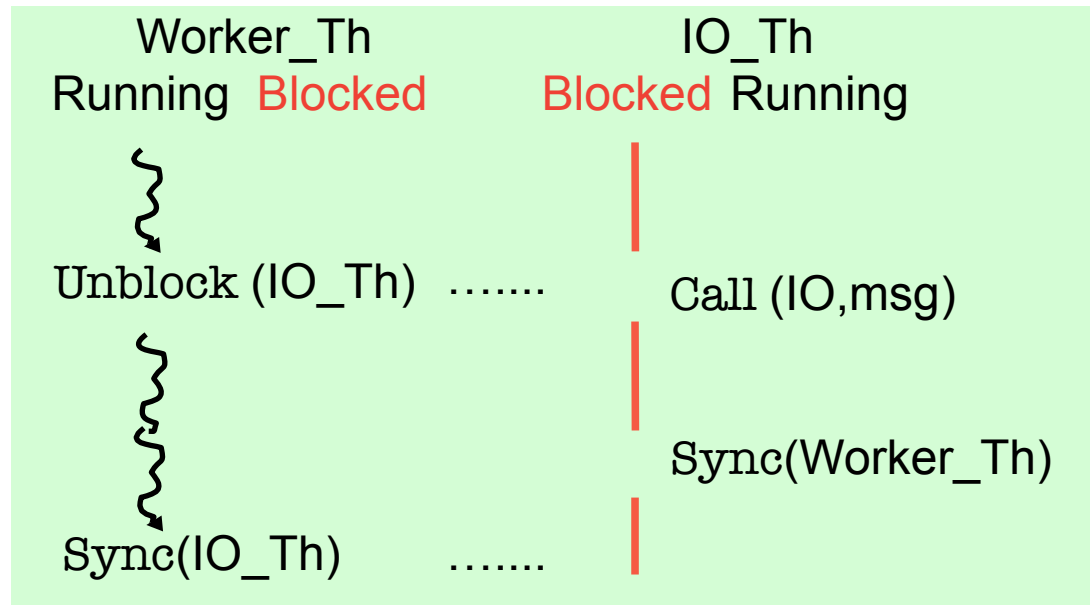 Worker_Th IO_Th
Running Blocked Blocked Running
Unblock (IO_Th) ….... Call (IO,msg)
Sync(Worker_Th)
Sync(IO_Th) …....